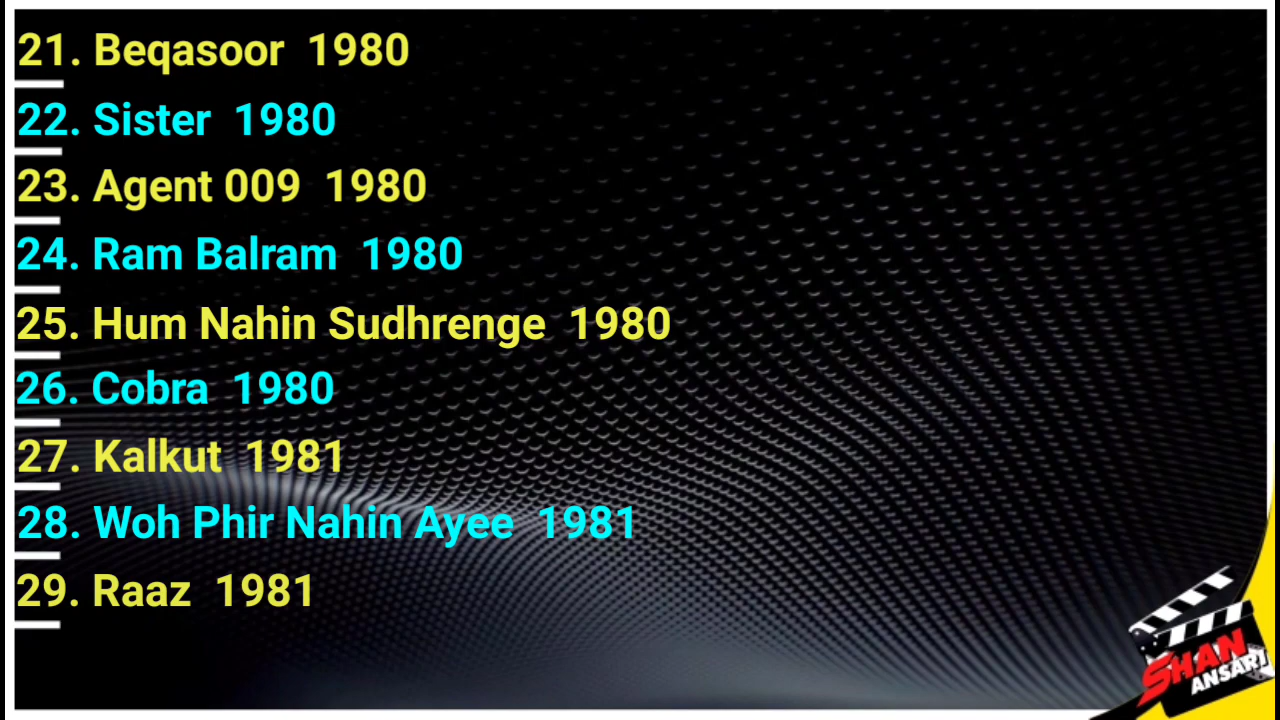 21. Beqasoor 1980
22. Sister 1980
23. Agent 009 1980
24. Ram Balram 1980
25. Hum Nahin Sudhrenge 1980
26. Cobra 1980
27. Kalkut 1981
28. Woh Phir Nahin Ayee 1981
29. Raaz 1981
SHAN
ANSARI